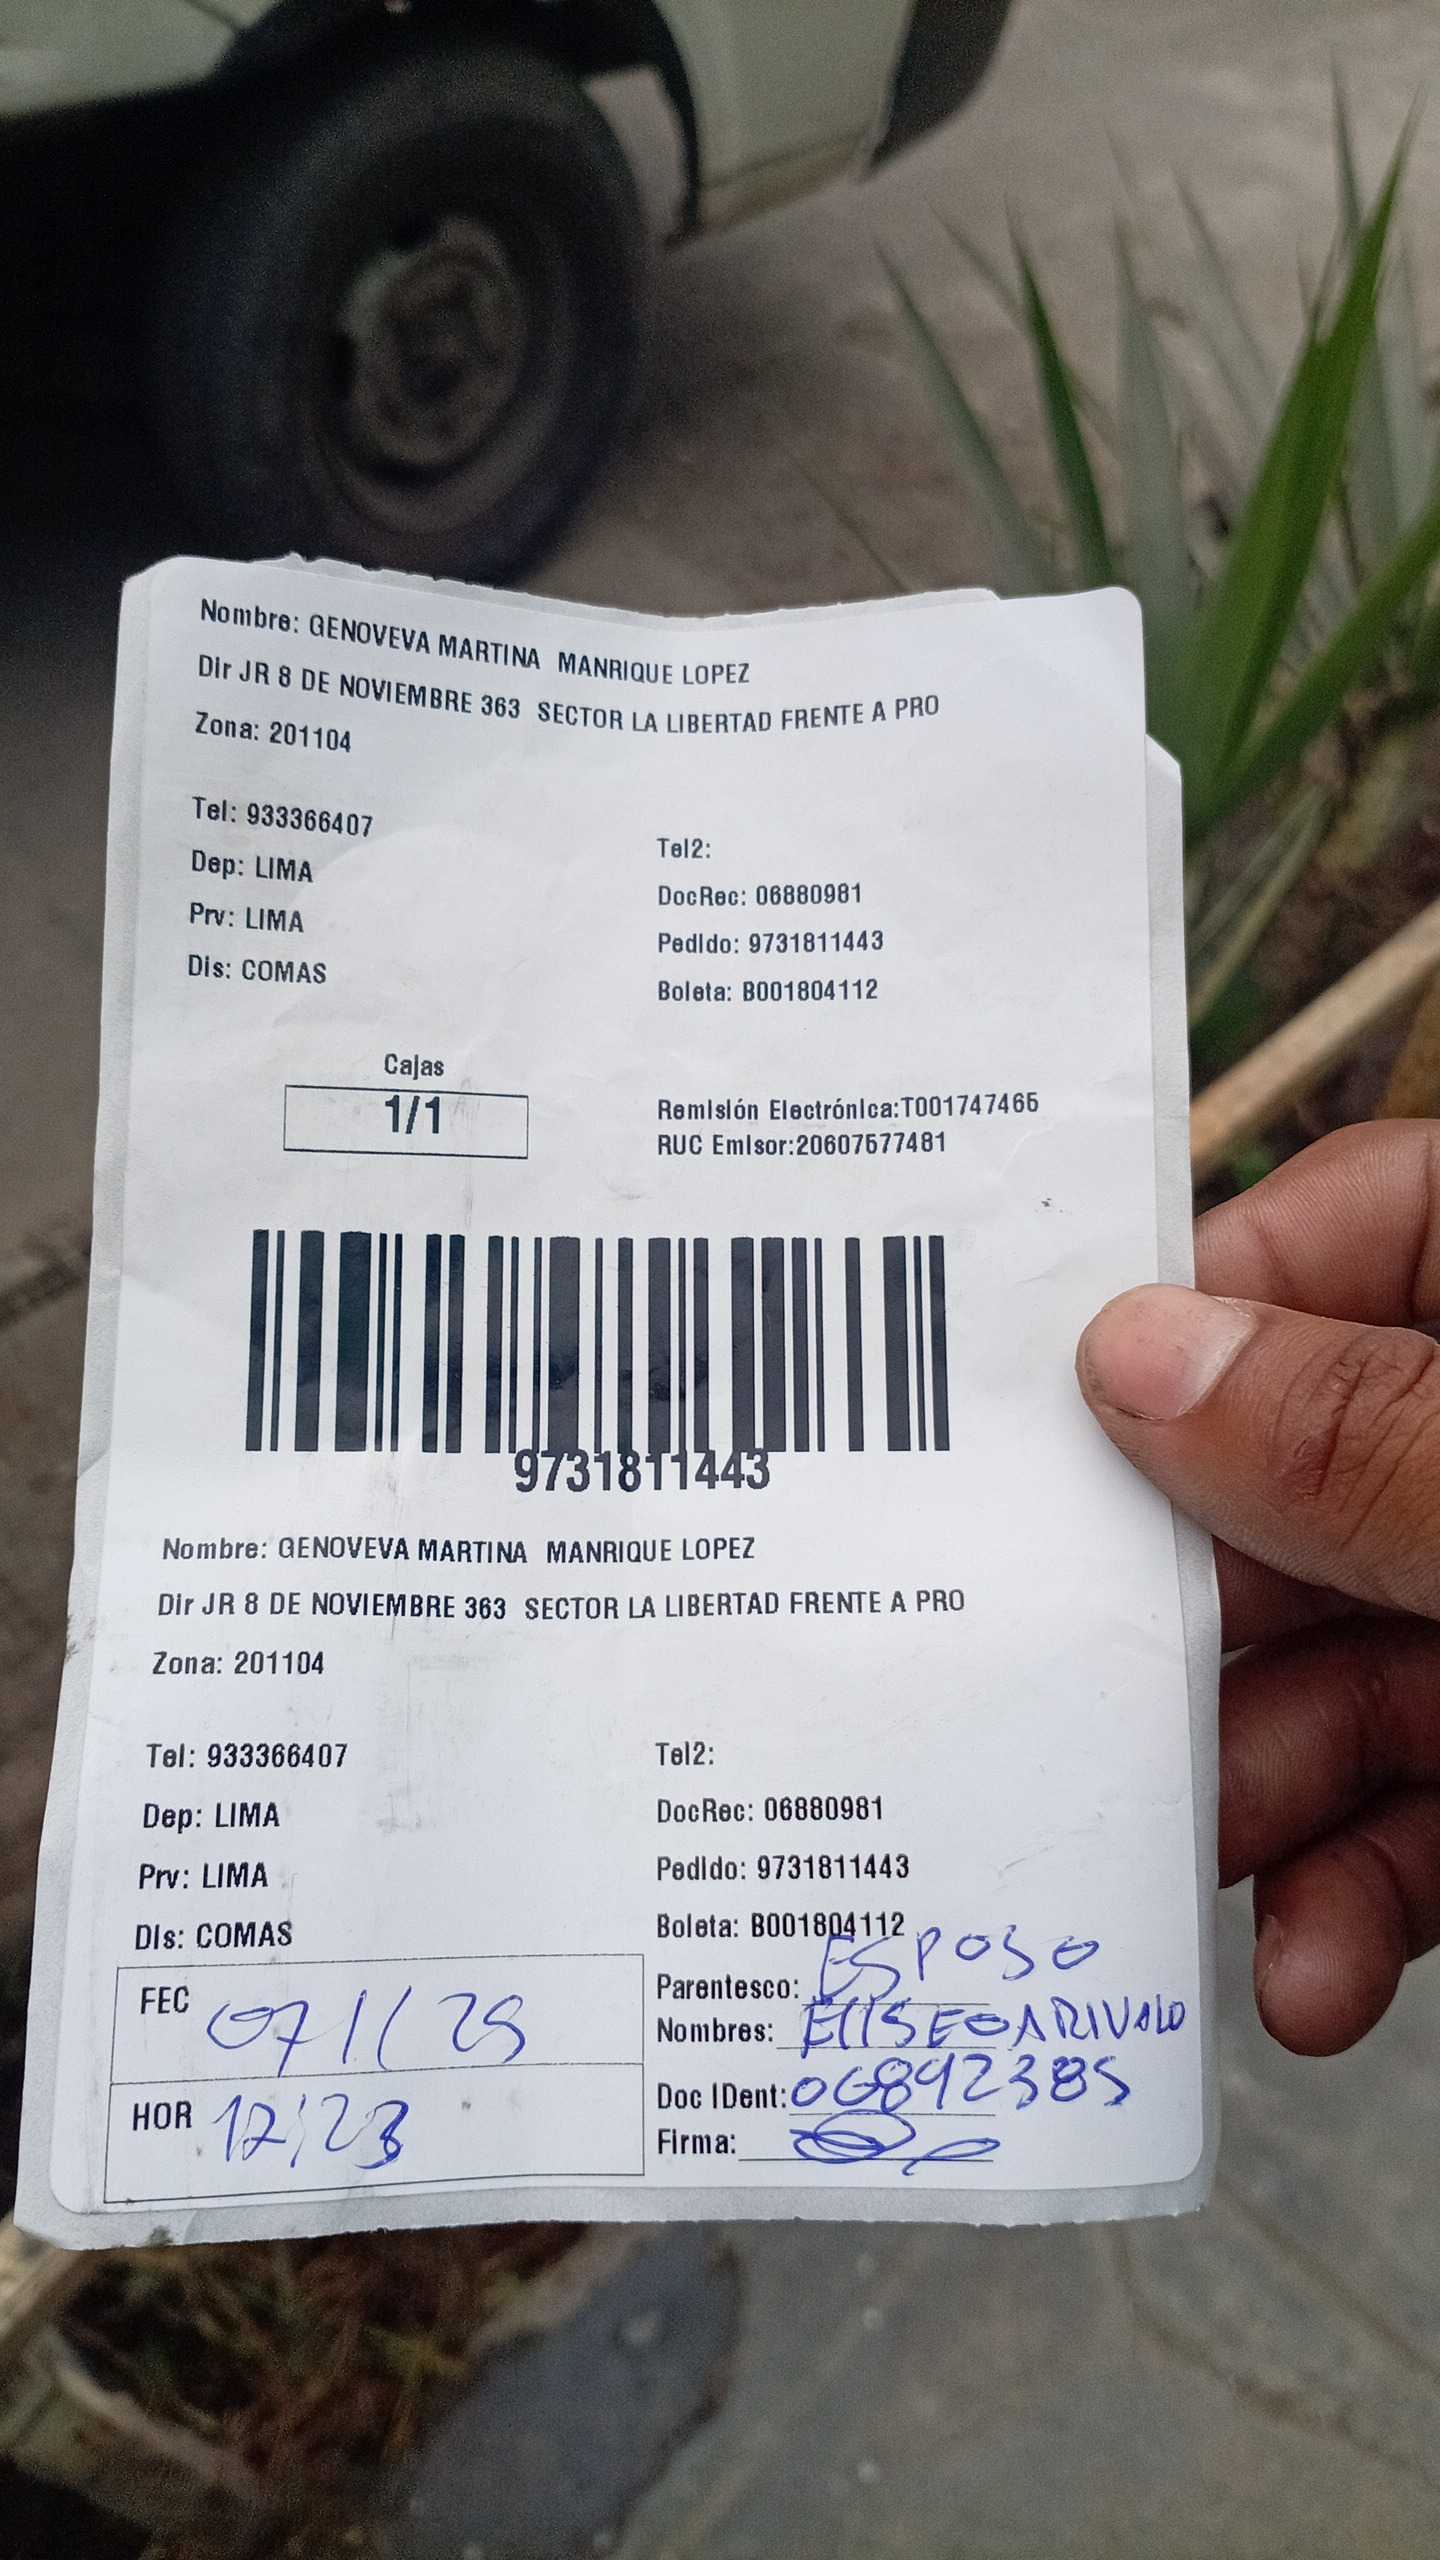 Nombre: GENOVEVA MARTINA MANRIQUE LOPEZ
Dir JR 8 DE NOVIEMBRE 363 SECTOR LA LIBERTAD FRENTE A PRO
Zona: 201104
Tel: 933366407
Tel2:
Dep: LIMA
DocRec: 06880981
Prv: LIMA
Pedido: 9731811443
Dis: COMAS
Boleta: B001804112
Cajas
1/1
Remisión Electrónica:T001747465
RUC Emisor:20607577481
9731811443
Nombre: GENOVEVA MARTINA MANRIQUE LOPEZ
Dir JR 8 DE NOVIEMBRE 363 SECTOR LA LIBERTAD FRENTE A PRO
Zona: 201104
Tel: 933366407
Tel2:
Dep: LIMA
DocRec: 06880981
Prv: LIMA
Pedido: 9731811443
Dis: COMAS
Boleta: B001804112
FEC 07/1/25
Parentesco: ESPOSO
Nombres: ELISEO ARIVALO
HOR 12:23
Doc IDent: 06892385
Firma: